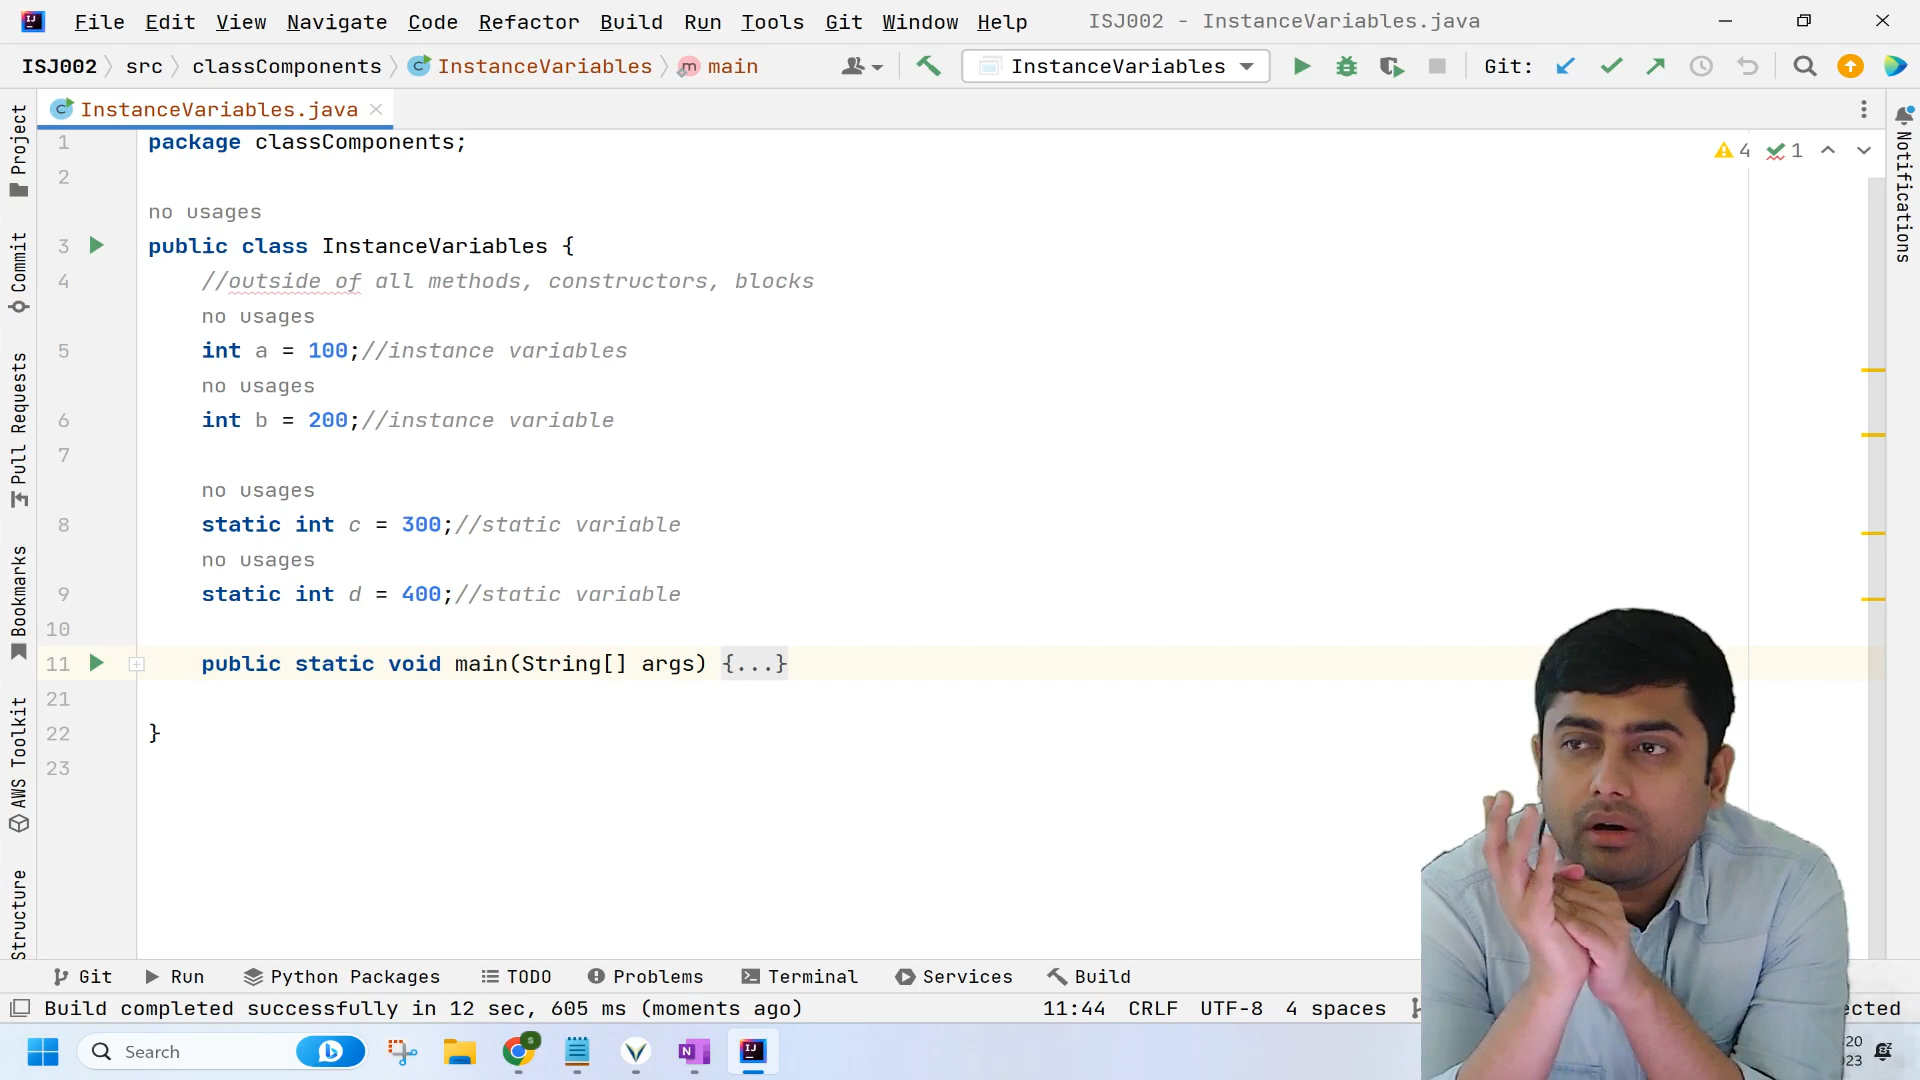 File Edit View Navigate Code Refactor Build Run Tools Git Window Help ISJ002 - InstanceVariables.java
ISJ002 src classComponents InstanceVariables main InstanceVariables Git:
InstanceVariables.java
Project
Commit
Pull Requests
Bookmarks
AWS Toolkit
Structure
Notifications
4 1
1 package classComponents;
2
no usages
3 public class InstanceVariables {
4 //outside of all methods, constructors, blocks
no usages
5 int a = 100;//instance variables
no usages
6 int b = 200;//instance variable
7
no usages
8 static int c = 300;//static variable
no usages
9 static int d = 400;//static variable
10
11 public static void main(String[] args) {...}
21
22 }
23
Git Run Python Packages TODO Problems Terminal Services Build
Build completed successfully in 12 sec, 605 ms (moments ago) 11:44 CRLF UTF-8 4 spaces cted
Search
20
023